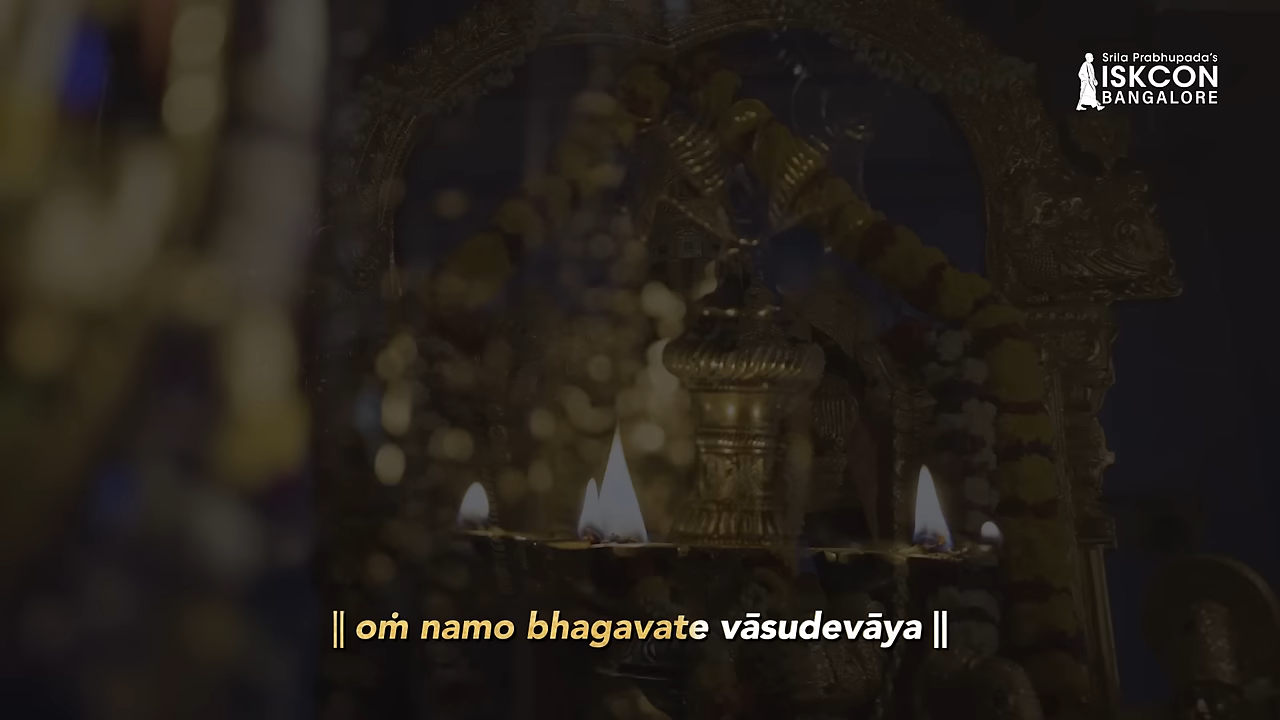 Srila Prabhupada's
ISKCON
BANGALORE
|| oṁ namo bhagavate vāsudevāya ||